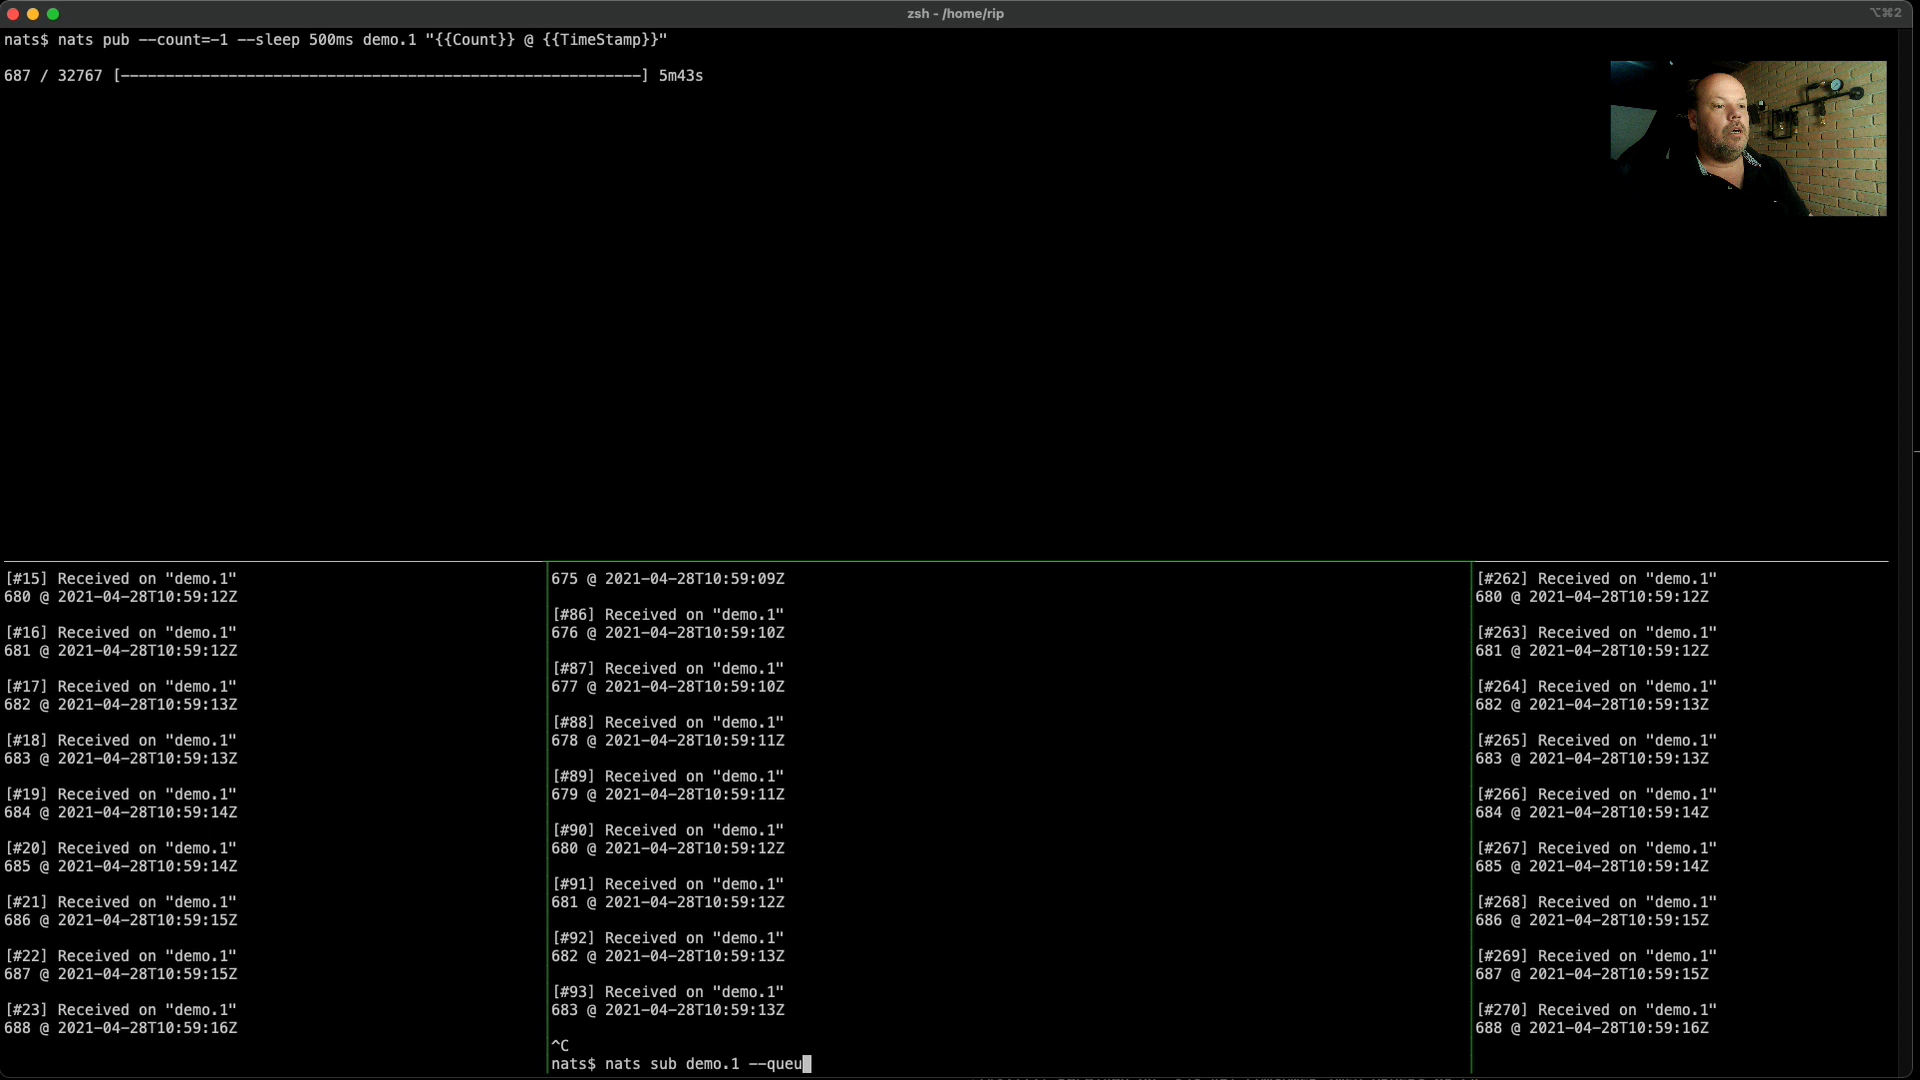 zsh - /home/rip
⌥⌘2
nats$ nats pub --count=-1 --sleep 500ms demo.1 "{{Count}} @ {{TimeStamp}}"
687 / 32767 [----------------------------------------------------------] 5m43s
[#15] Received on "demo.1"
680 @ 2021-04-28T10:59:12Z
[#16] Received on "demo.1"
681 @ 2021-04-28T10:59:12Z
[#17] Received on "demo.1"
682 @ 2021-04-28T10:59:13Z
[#18] Received on "demo.1"
683 @ 2021-04-28T10:59:13Z
[#19] Received on "demo.1"
684 @ 2021-04-28T10:59:14Z
[#20] Received on "demo.1"
685 @ 2021-04-28T10:59:14Z
[#21] Received on "demo.1"
686 @ 2021-04-28T10:59:15Z
[#22] Received on "demo.1"
687 @ 2021-04-28T10:59:15Z
[#23] Received on "demo.1"
688 @ 2021-04-28T10:59:16Z
675 @ 2021-04-28T10:59:09Z
[#86] Received on "demo.1"
676 @ 2021-04-28T10:59:10Z
[#87] Received on "demo.1"
677 @ 2021-04-28T10:59:10Z
[#88] Received on "demo.1"
678 @ 2021-04-28T10:59:11Z
[#89] Received on "demo.1"
679 @ 2021-04-28T10:59:11Z
[#90] Received on "demo.1"
680 @ 2021-04-28T10:59:12Z
[#91] Received on "demo.1"
681 @ 2021-04-28T10:59:12Z
[#92] Received on "demo.1"
682 @ 2021-04-28T10:59:13Z
[#93] Received on "demo.1"
683 @ 2021-04-28T10:59:13Z
^C
nats$ nats sub demo.1 --queu
[#262] Received on "demo.1"
680 @ 2021-04-28T10:59:12Z
[#263] Received on "demo.1"
681 @ 2021-04-28T10:59:12Z
[#264] Received on "demo.1"
682 @ 2021-04-28T10:59:13Z
[#265] Received on "demo.1"
683 @ 2021-04-28T10:59:13Z
[#266] Received on "demo.1"
684 @ 2021-04-28T10:59:14Z
[#267] Received on "demo.1"
685 @ 2021-04-28T10:59:14Z
[#268] Received on "demo.1"
686 @ 2021-04-28T10:59:15Z
[#269] Received on "demo.1"
687 @ 2021-04-28T10:59:15Z
[#270] Received on "demo.1"
688 @ 2021-04-28T10:59:16Z